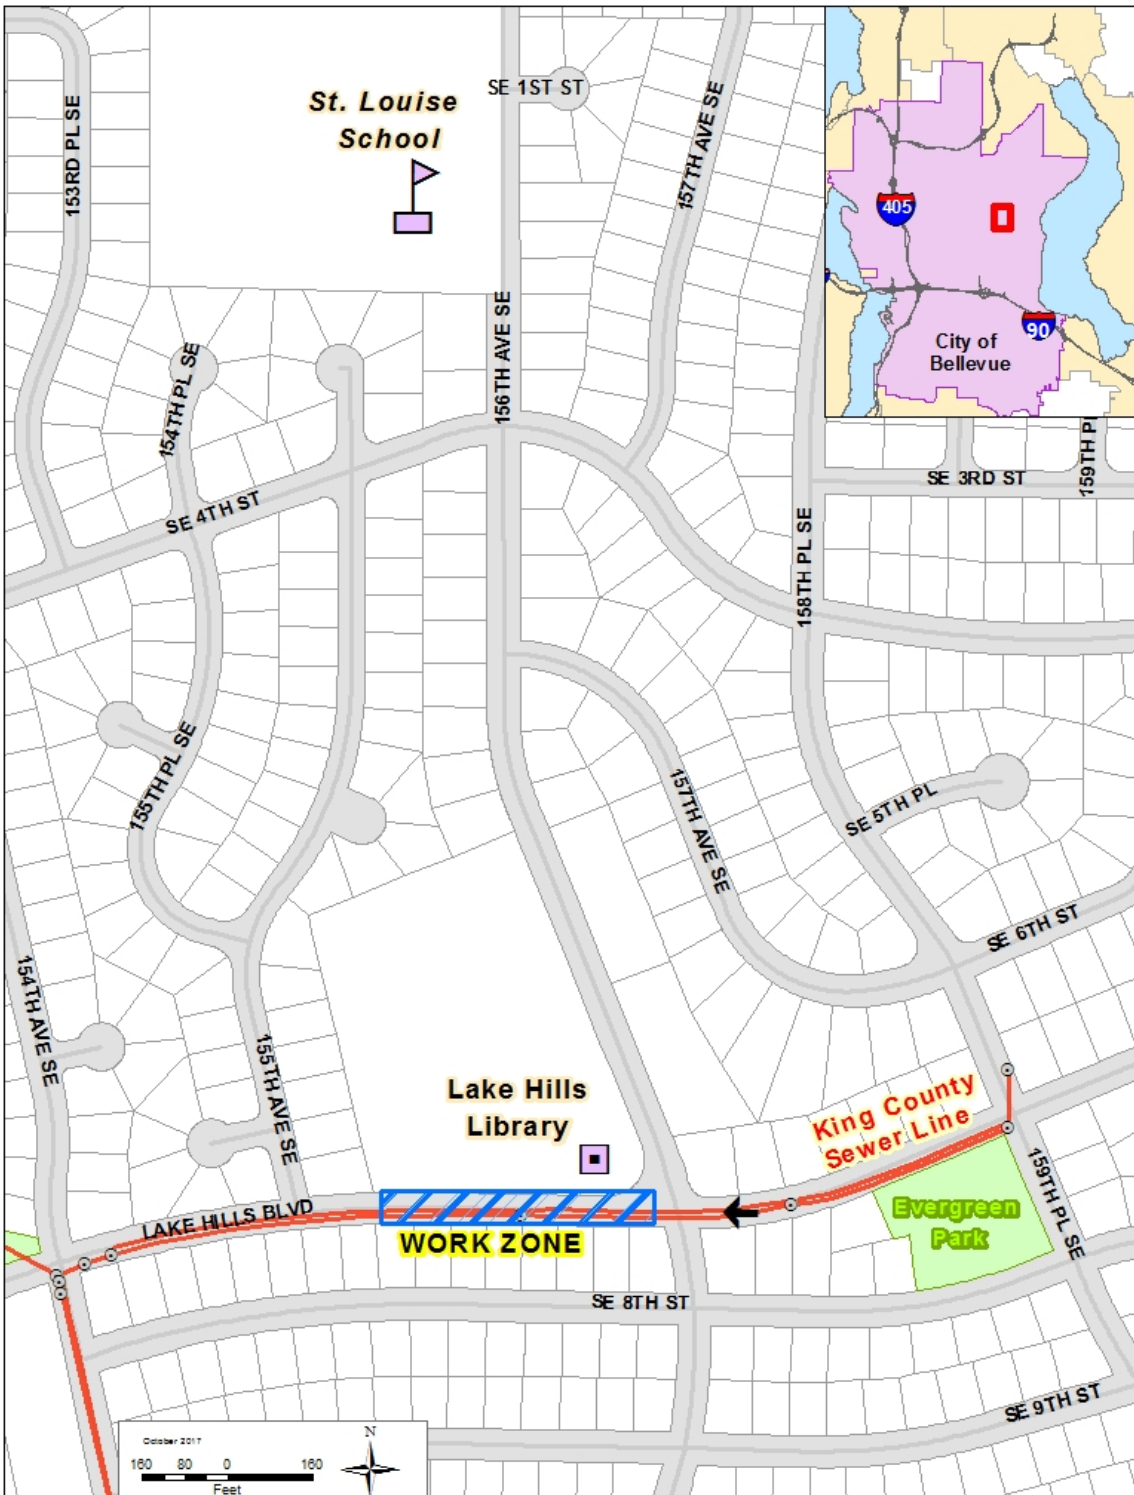 SE 1ST ST
St. Louise
School
153RD PL SE
157TH AVE SE
405
90
City of
Bellevue
156TH AVE SE
154TH PL SE
SE 3RD ST
159TH PL
SE 4TH ST
158TH PL SE
155TH PL SE
157TH AVE SE
SE 5TH PL
SE 6TH ST
154TH AVE SE
155TH AVE SE
Lake Hills
Library
King County
Sewer Line
159TH PL SE
Evergreen
Park
LAKE HILLS BLVD
WORK ZONE
SE 8TH ST
SE 9TH ST
October 2017
N
160 80 0 160
Feet